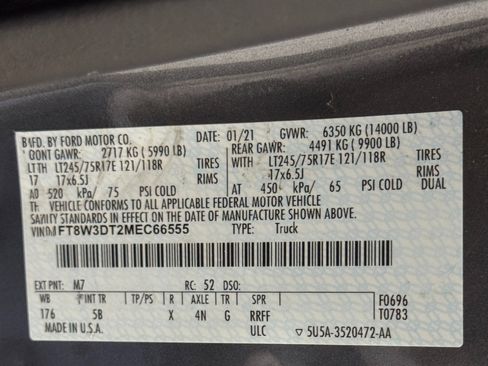 MFD. BY FORD MOTOR CO. 01/21 GVWR: 6350 KG (14000 LB)
FRONT GAWR: 2717 KG (5990 LB) REAR GAWR: 4491 KG (9900 LB)
WITH LT245/75R17E 121/118R TIRES WITH LT245/75R17E 121/118R TIRES
17x6.5J RIMS 17x6.5J RIMS
AT 520 kPa/ 75 PSI COLD AT 450 kPa/ 65 PSI COLD DUAL
THIS VEHICLE CONFORMS TO ALL APPLICABLE FEDERAL MOTOR VEHICLE
SAFETY STANDARDS IN EFFECT ON THE DATE OF MANUFACTURE SHOWN ABOVE.
VIN: FT8W3DT2MEC66555 TYPE: Truck
EXT PNT: M7 RC: 52 DSO:
WB INT TR TP/PS R AXLE TR SPR F0696
176 5B X 4N G RRFF T0783
MADE IN U.S.A. ULC ▽ 5U5A-3520472-AA